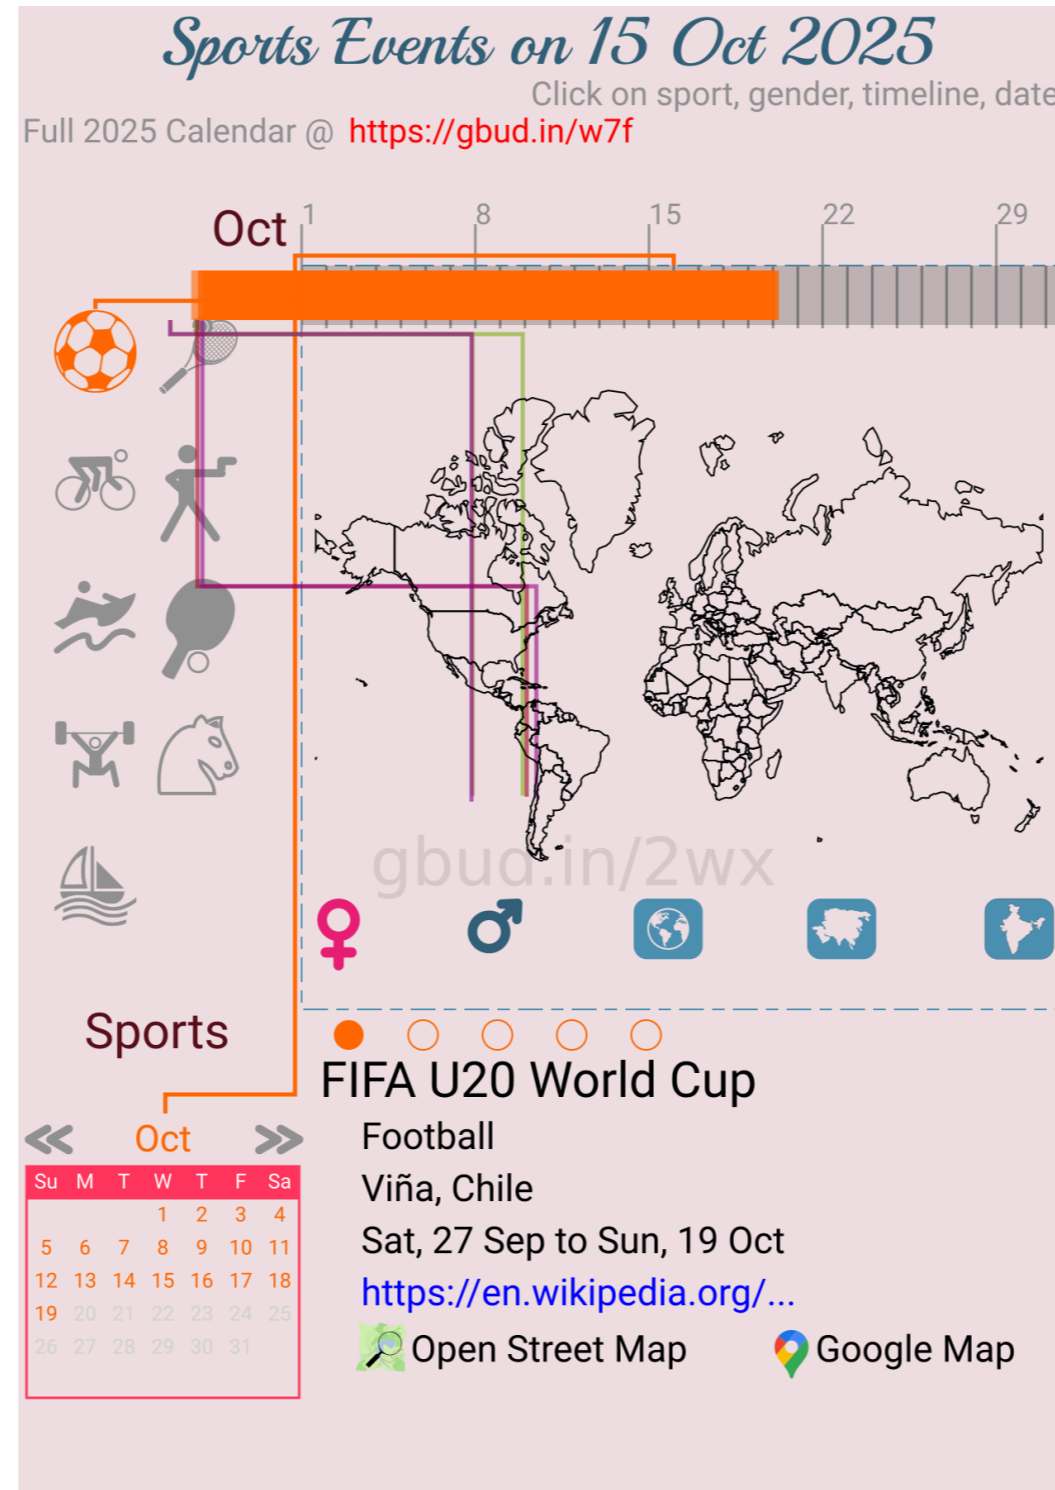 Sports Events on 15 Oct 2025
Click on sport, gender, timeline, date
Full 2025 Calendar @ https://gbud.in/w7f
Oct 1 8 15 22 29
gbud.in/2wx
Sports
FIFA U20 World Cup
Football
Viña, Chile
Sat, 27 Sep to Sun, 19 Oct
https://en.wikipedia.org/...
Open Street Map Google Map
Oct
Su M T W T F Sa
1 2 3 4
5 6 7 8 9 10 11
12 13 14 15 16 17 18
19 20 21 22 23 24 25
26 27 28 29 30 31